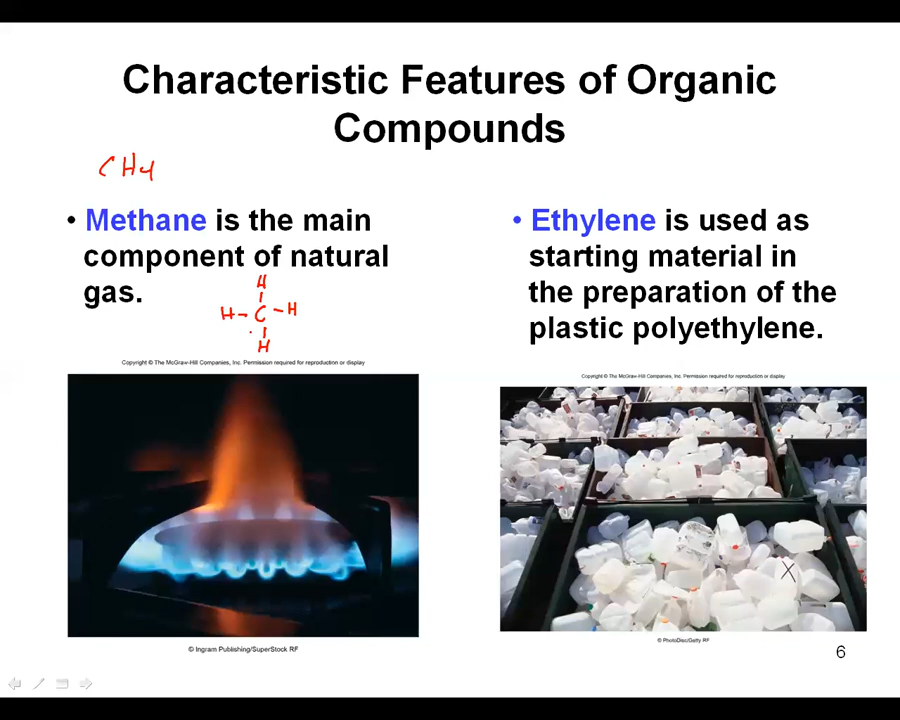 Characteristic Features of Organic
Compounds
CH4
• Methane is the main
component of natural
gas.
H
H-C-H
H
Copyright © The McGraw-Hill Companies, Inc. Permission required for reproduction or display
© Ingram Publishing/SuperStock RF
• Ethylene is used as
starting material in
the preparation of the
plastic polyethylene.
Copyright © The McGraw-Hill Companies, Inc. Permission required for reproduction or display
X
© PhotoDisc/Getty RF
6